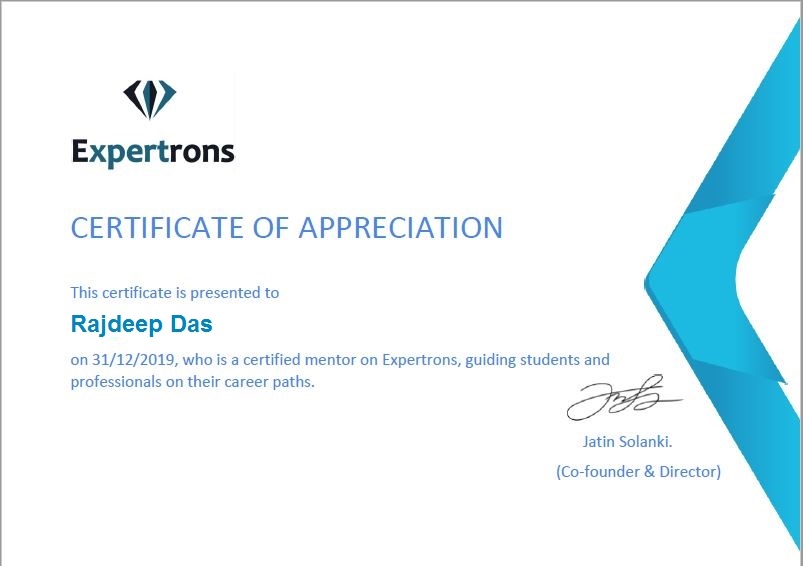 Expertrons
CERTIFICATE OF APPRECIATION
This certificate is presented to
Rajdeep Das
on 31/12/2019, who is a certified mentor on Expertrons, guiding students and
professionals on their career paths.
Jatin Solanki.
(Co-founder & Director)